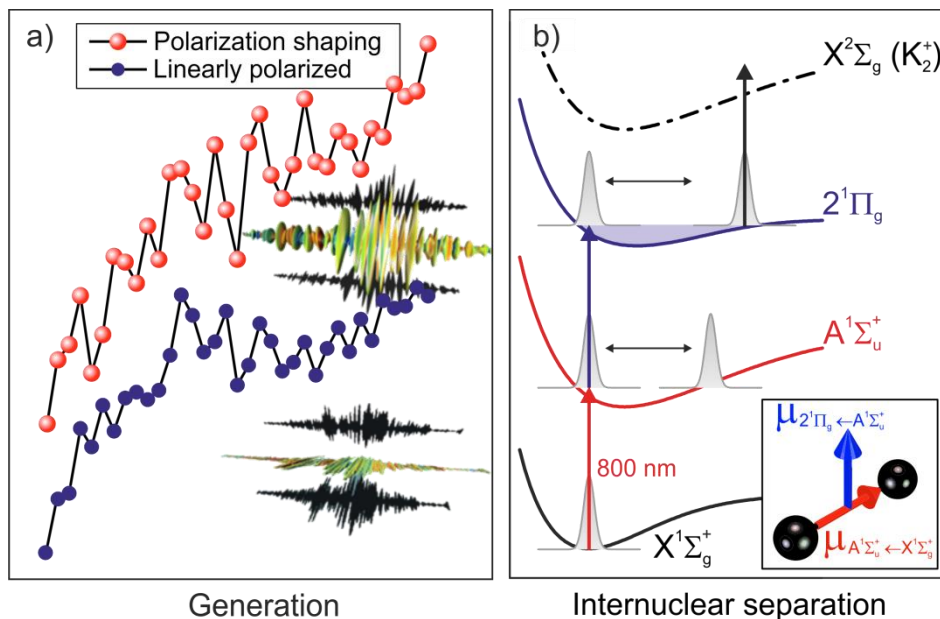 a)
Polarization shaping
Linearly polarized
Generation
b)
X²Σg (K₂⁺)
2¹Πg
A¹Σu⁺
800 nm
X¹Σg⁺
μ2¹Πg←A¹Σu⁺
μA¹Σu⁺←X¹Σg⁺
Internuclear separation